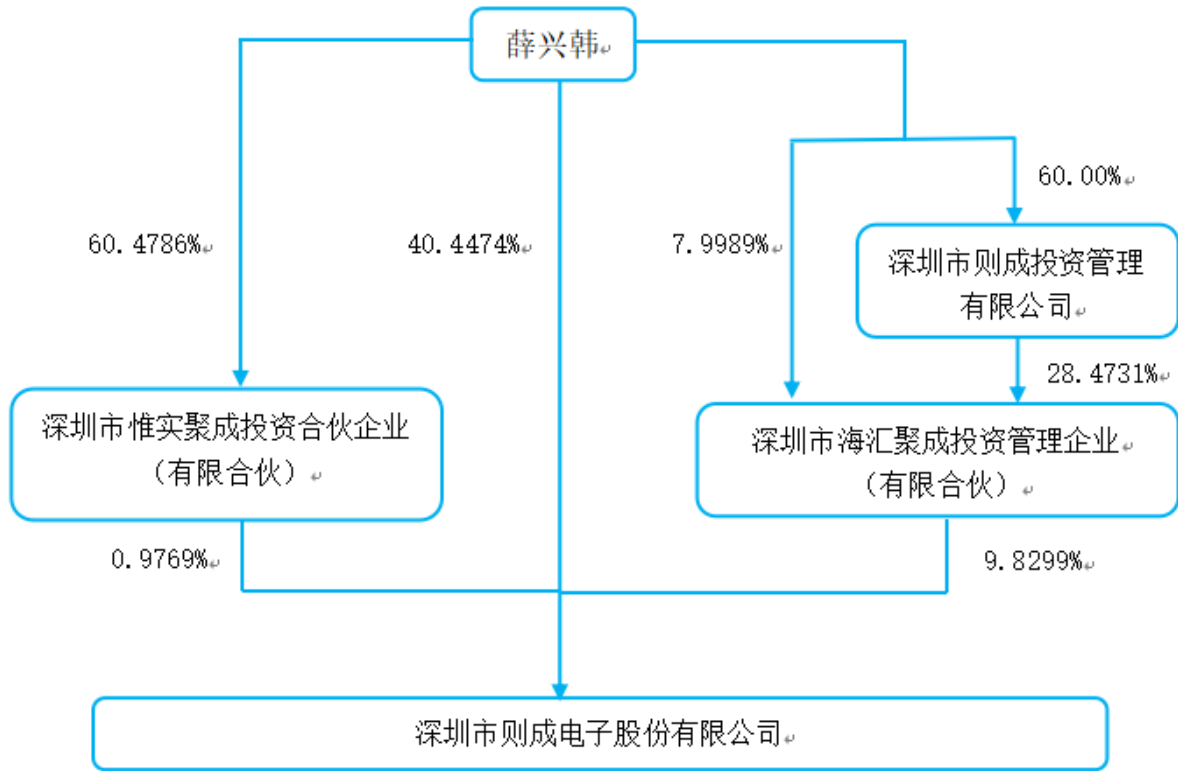 薛兴韩
60.00%
60.4786%
40.4474%
7.9989%
深圳市则成投资管理
有限公司
28.4731%
深圳市惟实聚成投资合伙企业
（有限合伙）
深圳市海汇聚成投资管理企业
（有限合伙）
0.9769%
9.8299%
深圳市则成电子股份有限公司